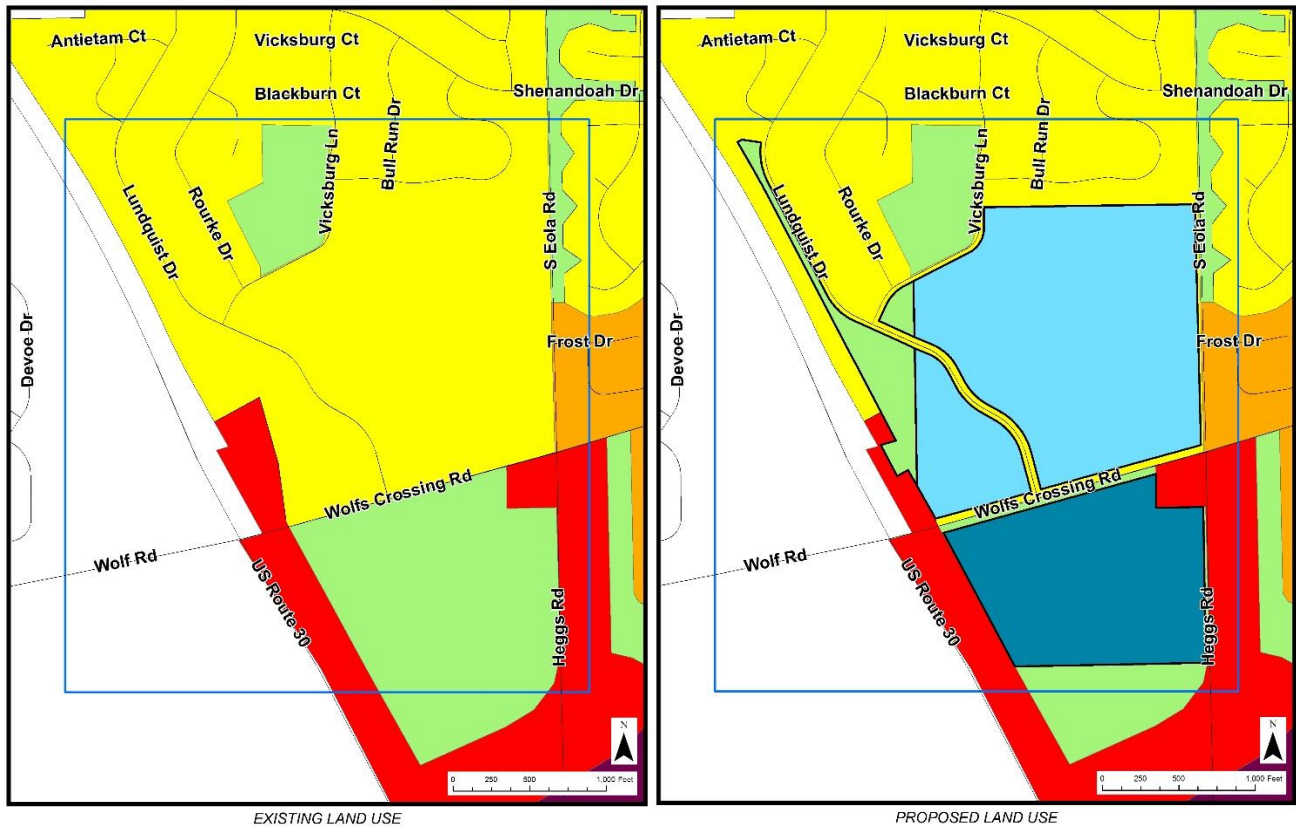 Antietam Ct
Vicksburg Ct
Blackburn Ct
Shenandoah Dr
Bull Run Dr
Vicksburg Ln
Lundquist Dr
Rourke Dr
S Eola Rd
Devoe Dr
Frost Dr
Wolfs Crossing Rd
Wolf Rd
US Route 30
Heggs Rd
N
0 250 500 1,000 Feet
EXISTING LAND USE
Antietam Ct
Vicksburg Ct
Blackburn Ct
Shenandoah Dr
Bull Run Dr
Vicksburg Ln
Lundquist Dr
Rourke Dr
S Eola Rd
Devoe Dr
Frost Dr
Wolfs Crossing Rd
Wolf Rd
US Route 30
Heggs Rd
N
0 250 500 1,000 Feet
PROPOSED LAND USE